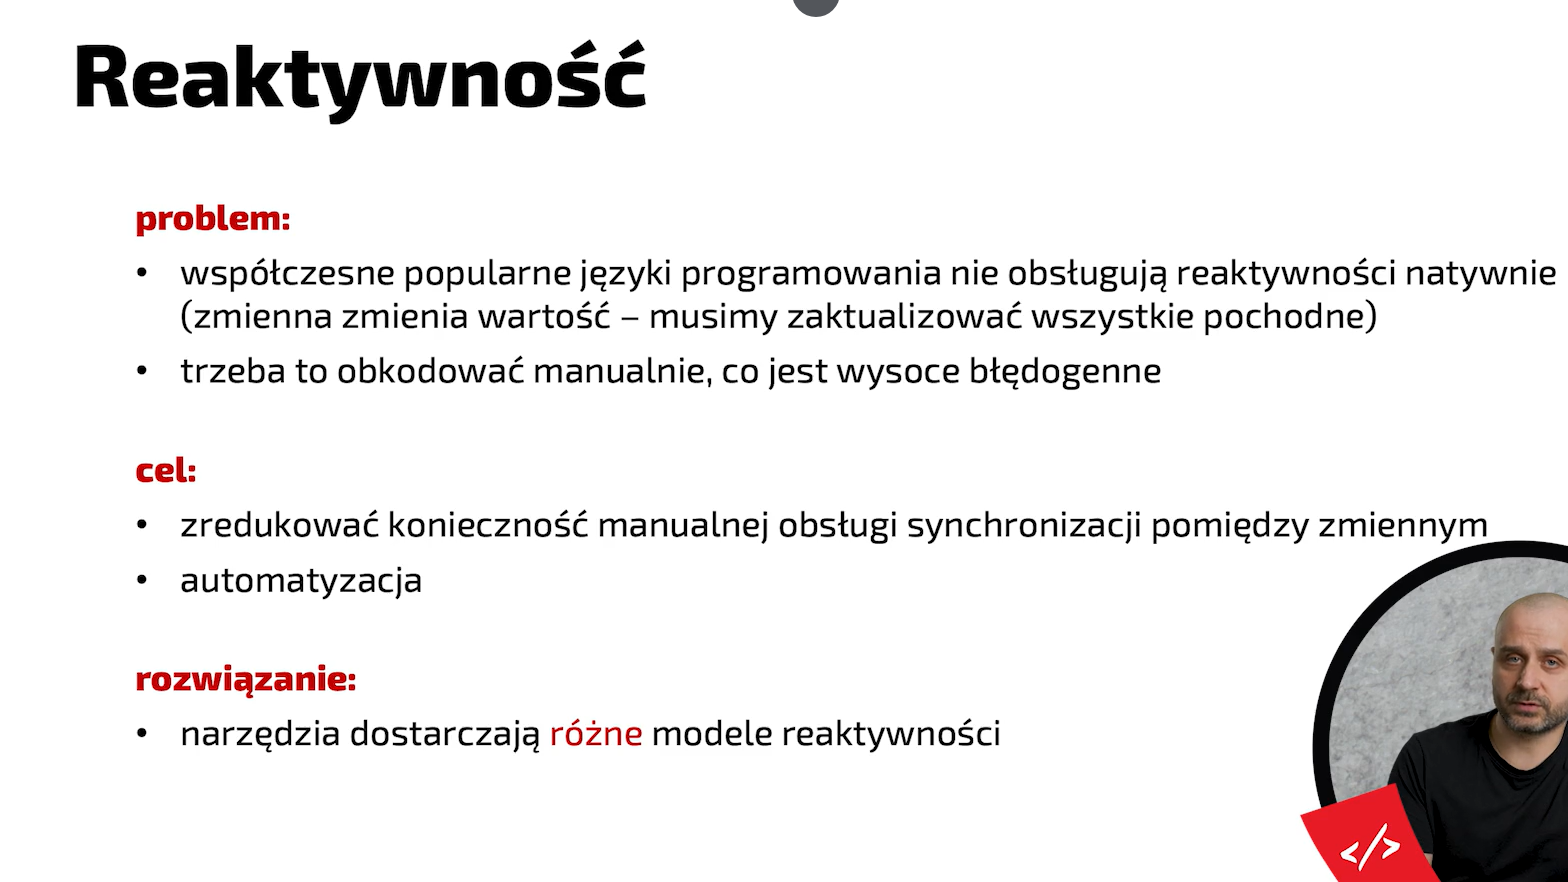 Reaktywność
problem:
• współczesne popularne języki programowania nie obsługują reaktywności natywnie
(zmienna zmienia wartość – musimy zaktualizować wszystkie pochodne)
• trzeba to obkodować manualnie, co jest wysoce błędogenne
cel:
• zredukować konieczność manualnej obsługi synchronizacji pomiędzy zmiennym
• automatyzacja
rozwiązanie:
• narzędzia dostarczają różne modele reaktywności
</>